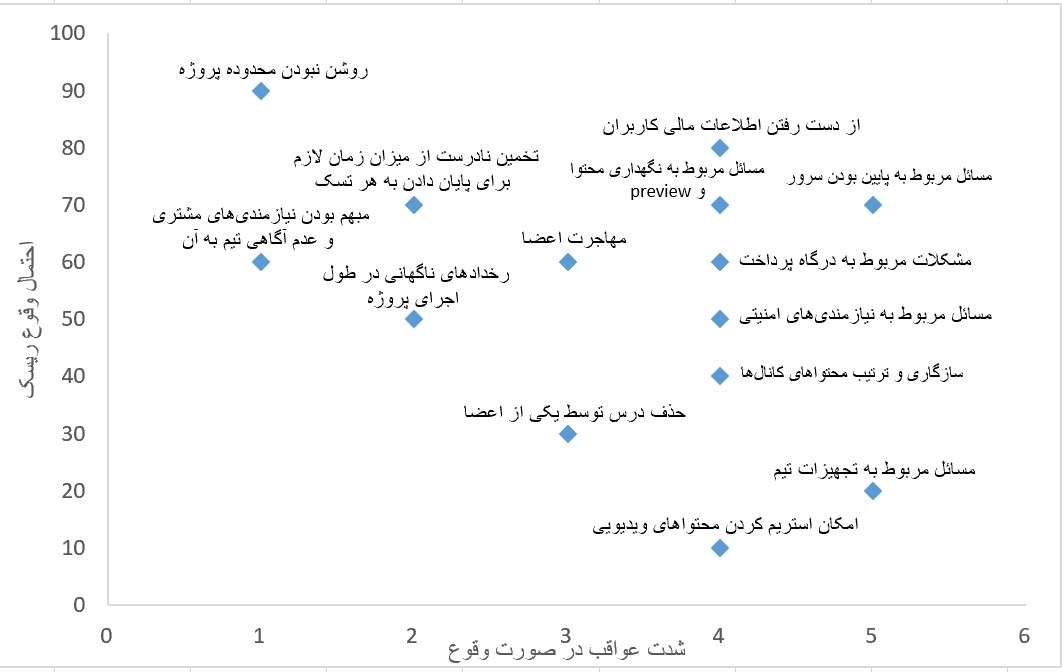 100
روشن نبودن محدوده پروژه
90
از دست رفتن اطلاعات مالی کاربران
80
تخمین نادرست از میزان زمان لازم
برای پایان دادن به هر تسک
مسائل مربوط به نگهداری محتوا
و preview
مسائل مربوط به پایین بودن سرور
70
مبهم بودن نیازمندی‌های مشتری
و عدم آگاهی تیم به آن
مهاجرت اعضا
مشکلات مربوط به درگاه پرداخت
60
رخدادهای ناگهانی در طول
اجرای پروژه
مسائل مربوط به نیازمندی‌های امنیتی
50
سازگاری و ترتیب محتواهای کانال‌ها
40
حذف درس توسط یکی از اعضا
30
مسائل مربوط به تجهیزات تیم
20
امکان استریم کردن محتواهای ویدیویی
10
0
احتمال وقوع ریسک
0 1 2 3 4 5 6
شدت عواقب در صورت وقوع